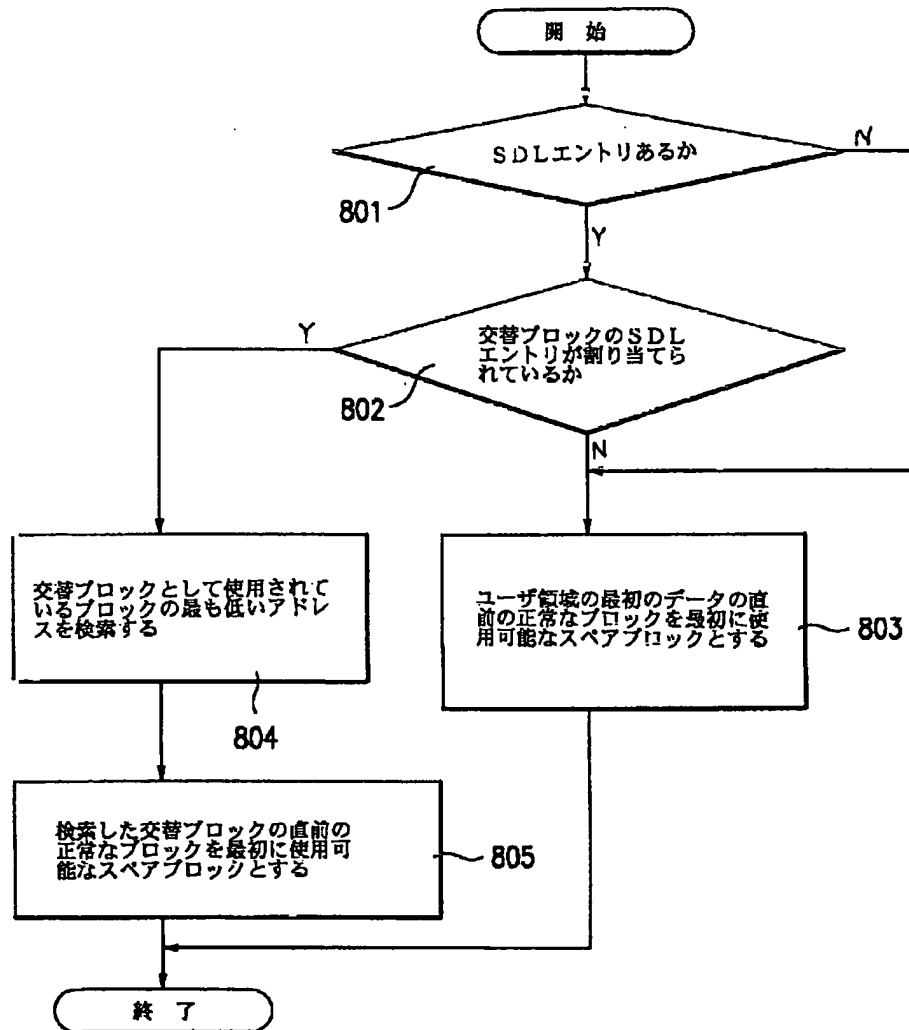 開 始
SDLエントリあるか
N
801
Y
交替ブロックのSDL
エントリが割り当てら
れているか
Y
802
N
交替ブロックとして使用されて
いるブロックの最も低いアドレ
スを検索する
804
ユーザ領域の最初のデータの直
前の正常なブロックを最初に使
用可能なスペアブロックとする
803
検索した交替ブロックの直前の
正常なブロックを最初に使用可
能なスペアブロックとする
805
終 了